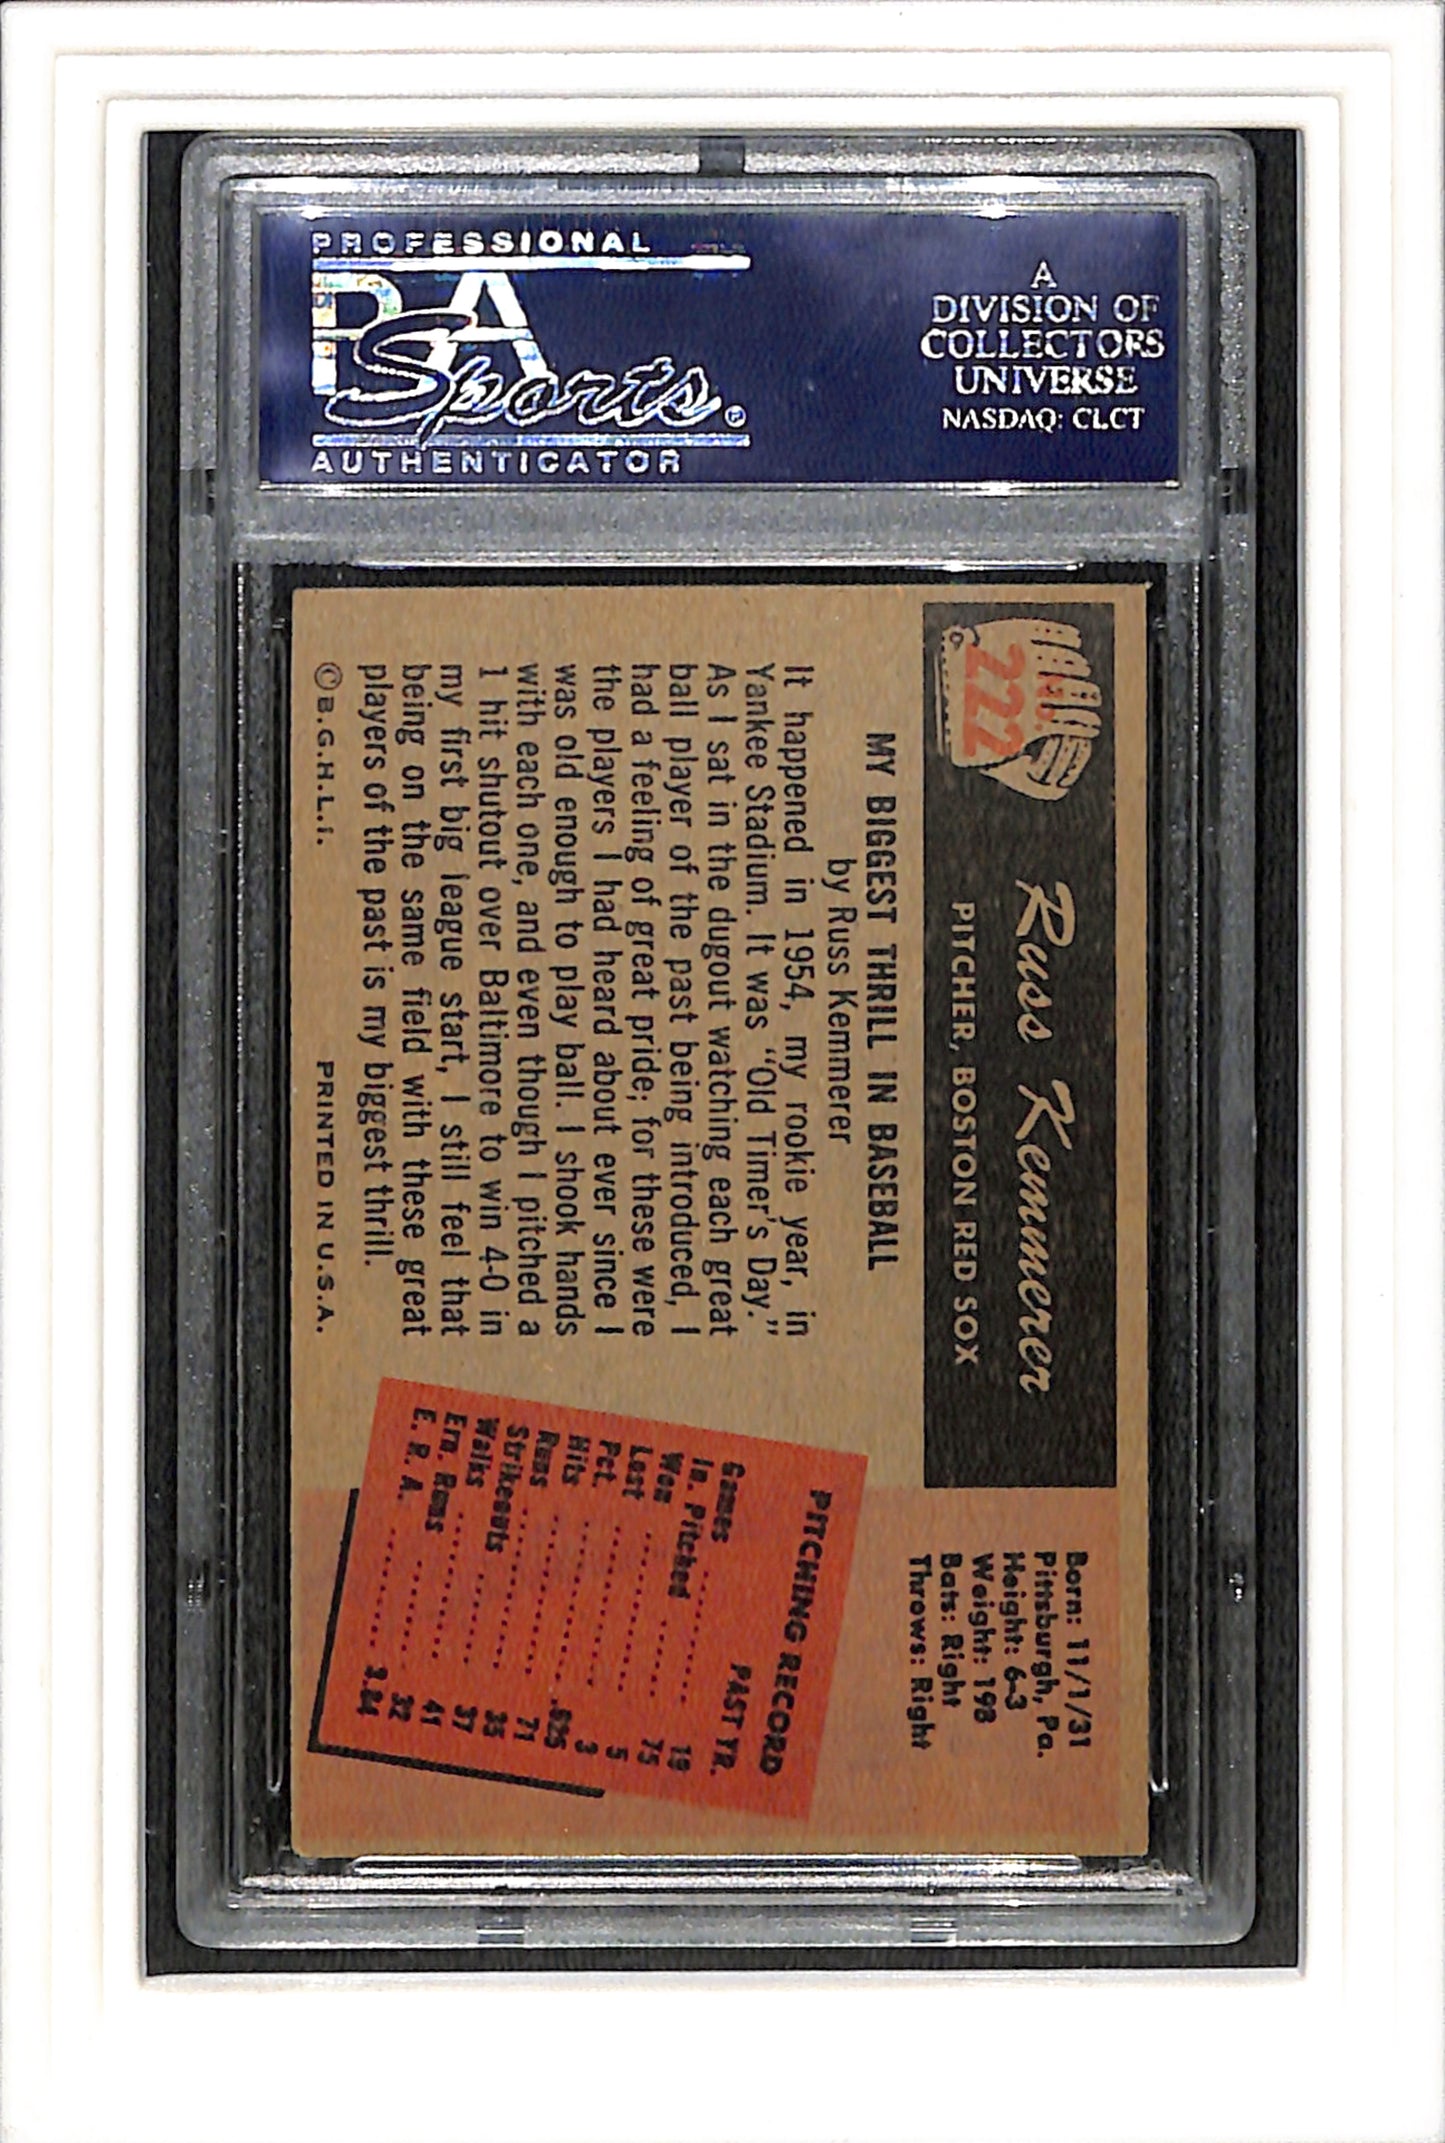 PROFESSIONAL
PSA
Sports®
AUTHENTICATOR
A
DIVISION OF
COLLECTORS
UNIVERSE
NASDAQ: CLCT
No.
222
Russ Kemmerer
PITCHER, BOSTON RED SOX
Born: 11/1/31
Pittsburgh, Pa.
Height: 6-3
Weight: 198
Bats: Right
Throws: Right
MY BIGGEST THRILL IN BASEBALL
by Russ Kemmerer
It happened in 1954, my rookie year, in
Yankee Stadium. It was "Old Timer's Day."
As I sat in the dugout watching each great
ball player of the past being introduced, I
had a feeling of great pride; for these were
the players I had heard about ever since I
was old enough to play ball. I shook hands
with each one, and even though I pitched a
1 hit shutout over Baltimore to win 4-0 in
my first big league start, I still feel that
being on the same field with these great
players of the past is my biggest thrill.
©B.G.H.L.I. PRINTED IN U.S.A.
PITCHING RECORD
PAST YR.
Games 19
In. Pitched 75
Won 5
Lost 3
Pct. .625
Hits 71
Runs 35
Strikeouts 37
Walks 41
Ern. Runs 32
E. R. A. 3.84